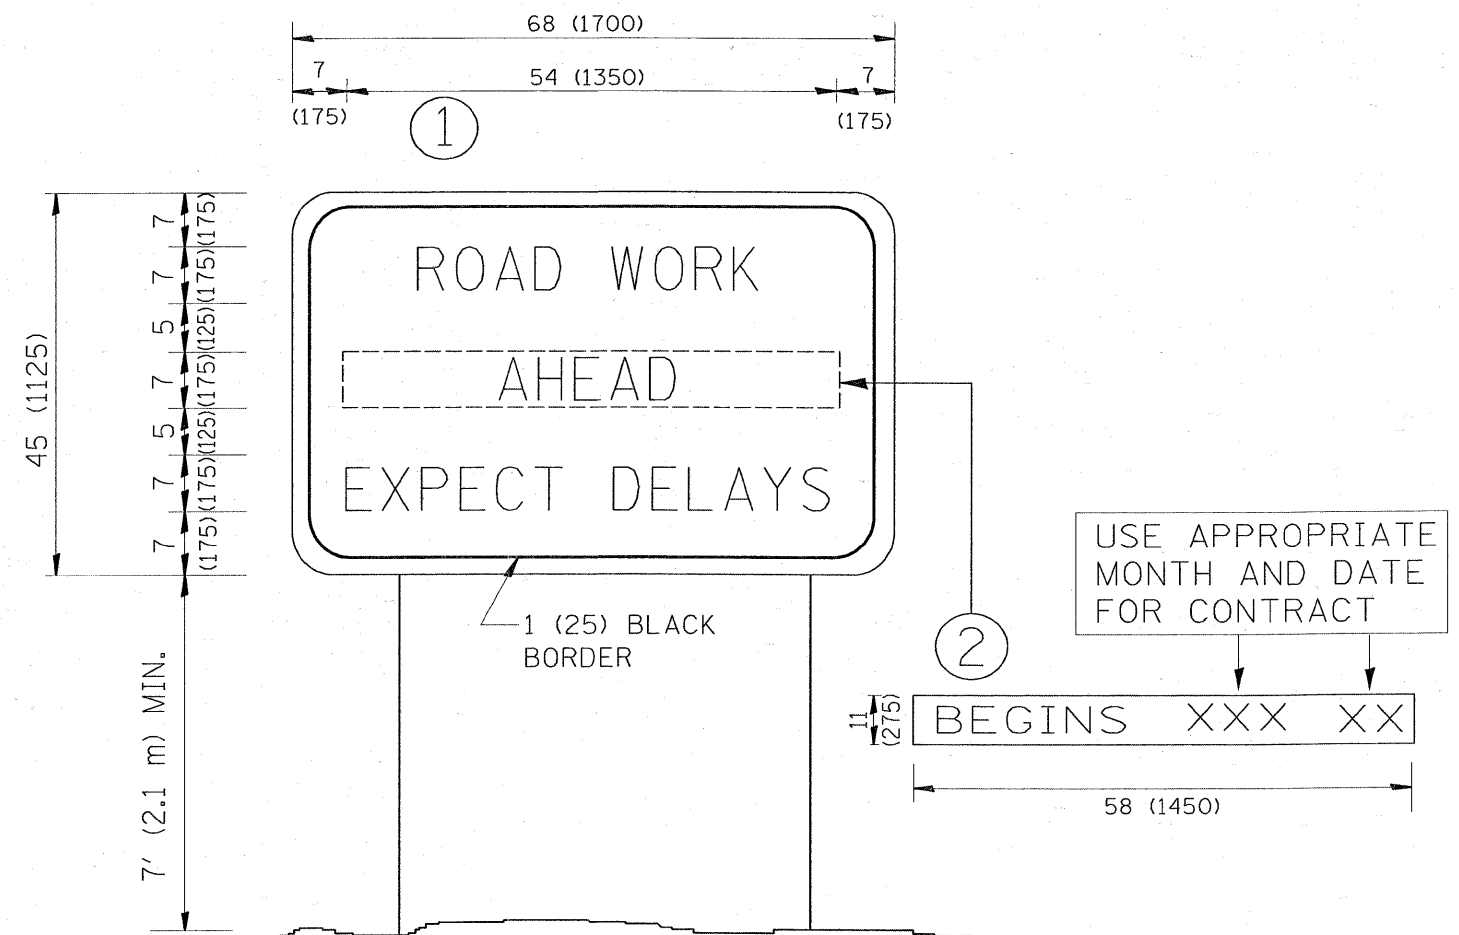 68 (1700)
7 54 (1350) 7
(175) (175)
1
45 (1125)
7 (175)
7 (175)
5 (125)
7 (175)
5 (125)
7 (175)
7 (175)
ROAD WORK
AHEAD
EXPECT DELAYS
1 (25) BLACK
BORDER
7' (2.1 m) MIN.
2
USE APPROPRIATE
MONTH AND DATE
FOR CONTRACT
11
(275)
BEGINS XXX XX
58 (1450)